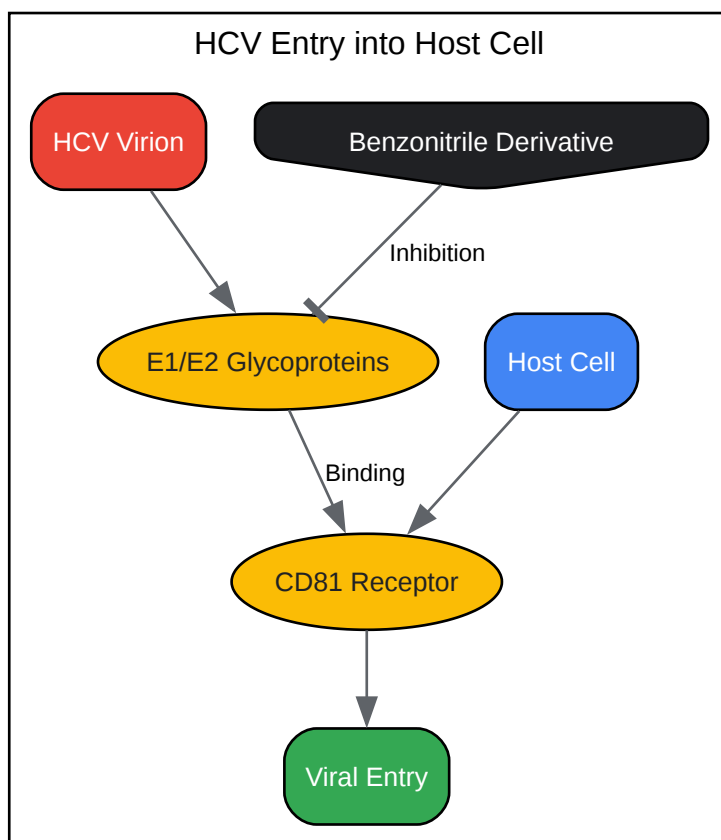 HCV Entry into Host Cell
HCV Virion
Benzonitrile Derivative
Inhibition
E1/E2 Glycoproteins
Host Cell
Binding
CD81 Receptor
Viral Entry